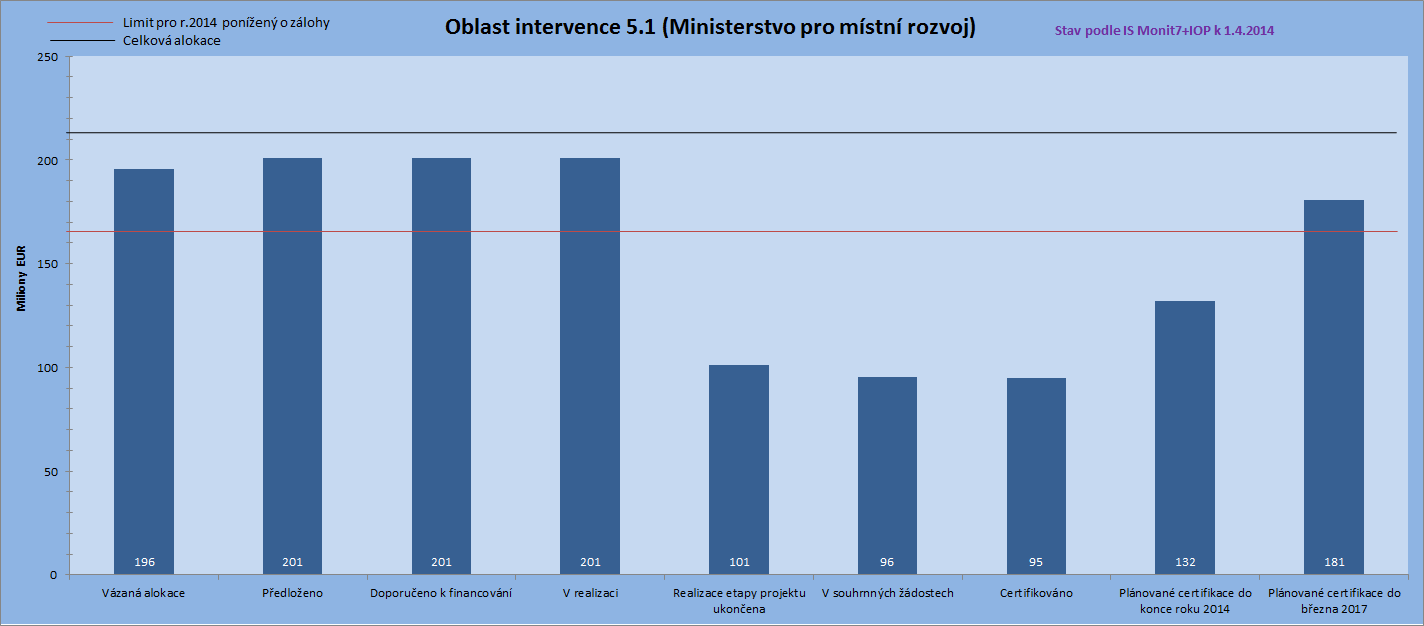 Limit pro r.2014 ponížený o zálohy
Celková alokace
Oblast intervence 5.1 (Ministerstvo pro místní rozvoj)
Stav podle IS Monit7+IOP k 1.4.2014
Miliony EUR
250
200
150
100
50
0
196
201
201
201
101
96
95
132
181
Vázaná alokace
Předloženo
Doporučeno k financování
V realizaci
Realizace etapy projektu
ukončena
V souhrnných žádostech
Certifikováno
Plánované certifikace do
konce roku 2014
Plánované certifikace do
března 2017